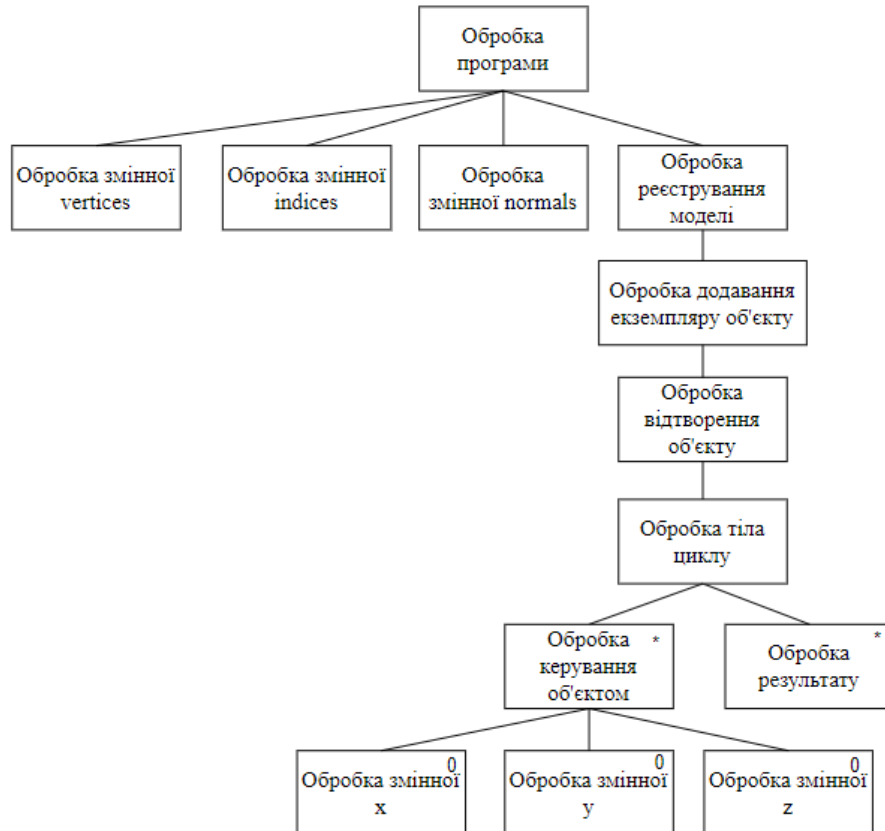 Обробка
програми
Обробка змінної
vertices
Обробка змінної
indices
Обробка
змінної normals
Обробка
реєстрування
моделі
Обробка додавання
екземпляру об'єкту
Обробка
відтворення
об'єкту
Обробка тіла
циклу
Обробка *
керування
об'єктом
*
Обробка
результату
0
Обробка змінної
x
0
Обробка змінної
y
0
Обробка змінної
z